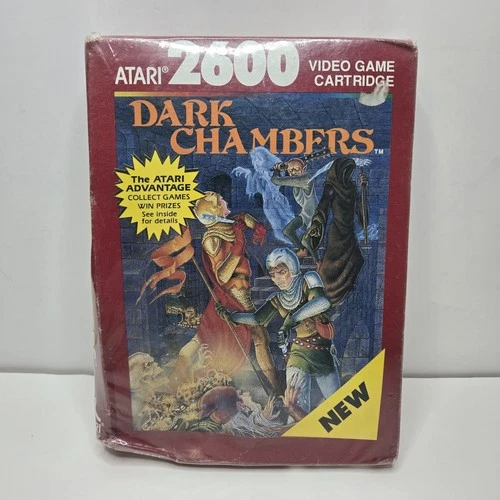 ATARI® 2600 VIDEO GAME
CARTRIDGE
DARK
CHAMBERS™
The ATARI
ADVANTAGE
COLLECT GAMES
WIN PRIZES
See inside
for details
NEW